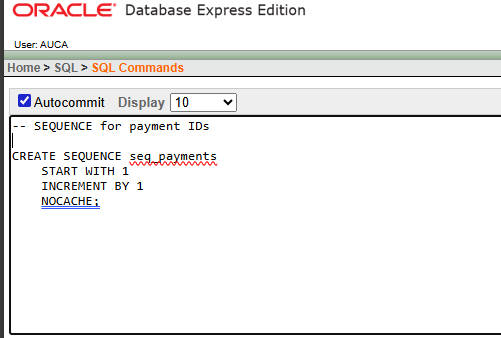 ORACLE® Database Express Edition
User: AUCA
Home > SQL > SQL Commands
Autocommit Display 10
-- SEQUENCE for payment IDs
CREATE SEQUENCE seq_payments
START WITH 1
INCREMENT BY 1
NOCACHE;